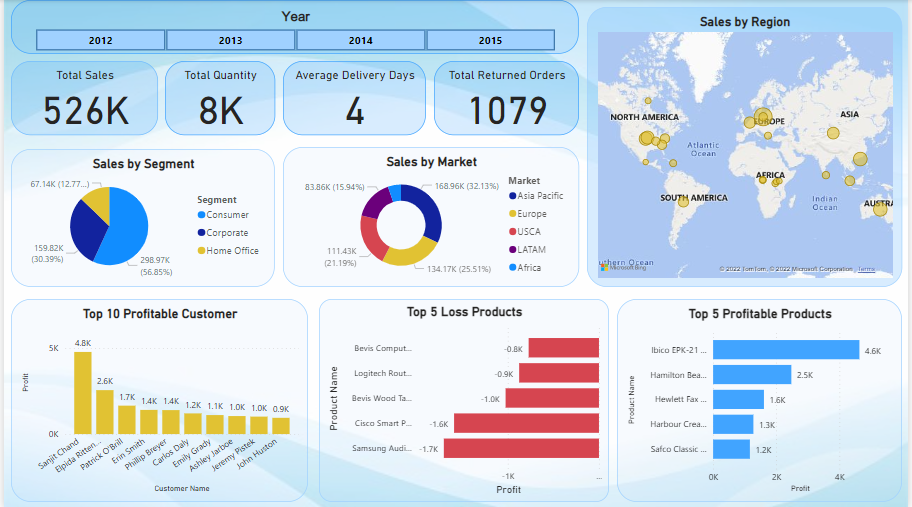 Year
2012
2013
2014
2015
Total Sales
526K
Total Quantity
8K
Average Delivery Days
4
Total Returned Orders
1079
Sales by Region
NORTH AMERICA
EUROPE
ASIA
Atlantic
Ocean
AFRICA
SOUTH AMERICA
Indian
Ocean
AUSTRA
uthern Ocean
Microsoft Bing
© 2022 TomTom, © 2022 Microsoft Corporation Terms
Sales by Segment
67.14K (12.77...)
159.82K
(30.39%)
298.97K
(56.85%)
Segment
Consumer
Corporate
Home Office
Sales by Market
83.86K (15.94%)
168.96K (32.13%)
111.43K
(21.19%)
134.17K (25.51%)
Market
Asia Pacific
Europe
USCA
LATAM
Africa
Top 10 Profitable Customer
Profit
5K
0K
4.8K
2.6K
1.7K
1.4K
1.4K
1.2K
1.1K
1.0K
1.0K
0.9K
Sanjit Chand
Elpida Ritten...
Patrick O'Brill
Erin Smith
Phillip Breyer
Carlos Daly
Emily Grady
Ashley Jarboe
Jeremy Pistek
John Huston
Customer Name
Top 5 Loss Products
Product Name
Bevis Comput...
-0.8K
Logitech Rout...
-0.9K
Bevis Wood Ta...
-1.0K
Cisco Smart P...
-1.6K
Samsung Audi...
-1.7K
-1K
...
Profit
Top 5 Profitable Products
Product Name
Ibico EPK-21 ...
4.6K
Hamilton Bea...
2.5K
Hewlett Fax ...
1.6K
Harbour Crea...
1.3K
Safco Classic ...
1.2K
0K
2K
4K
Profit